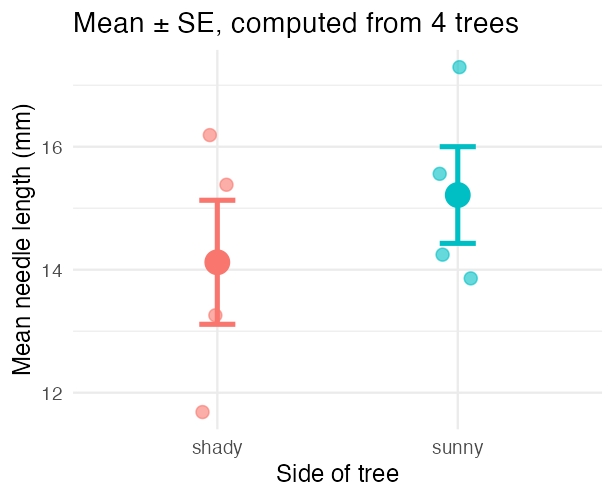 Mean ± SE, computed from 4 trees
Mean needle length (mm)
16
14
12
shady
sunny
Side of tree